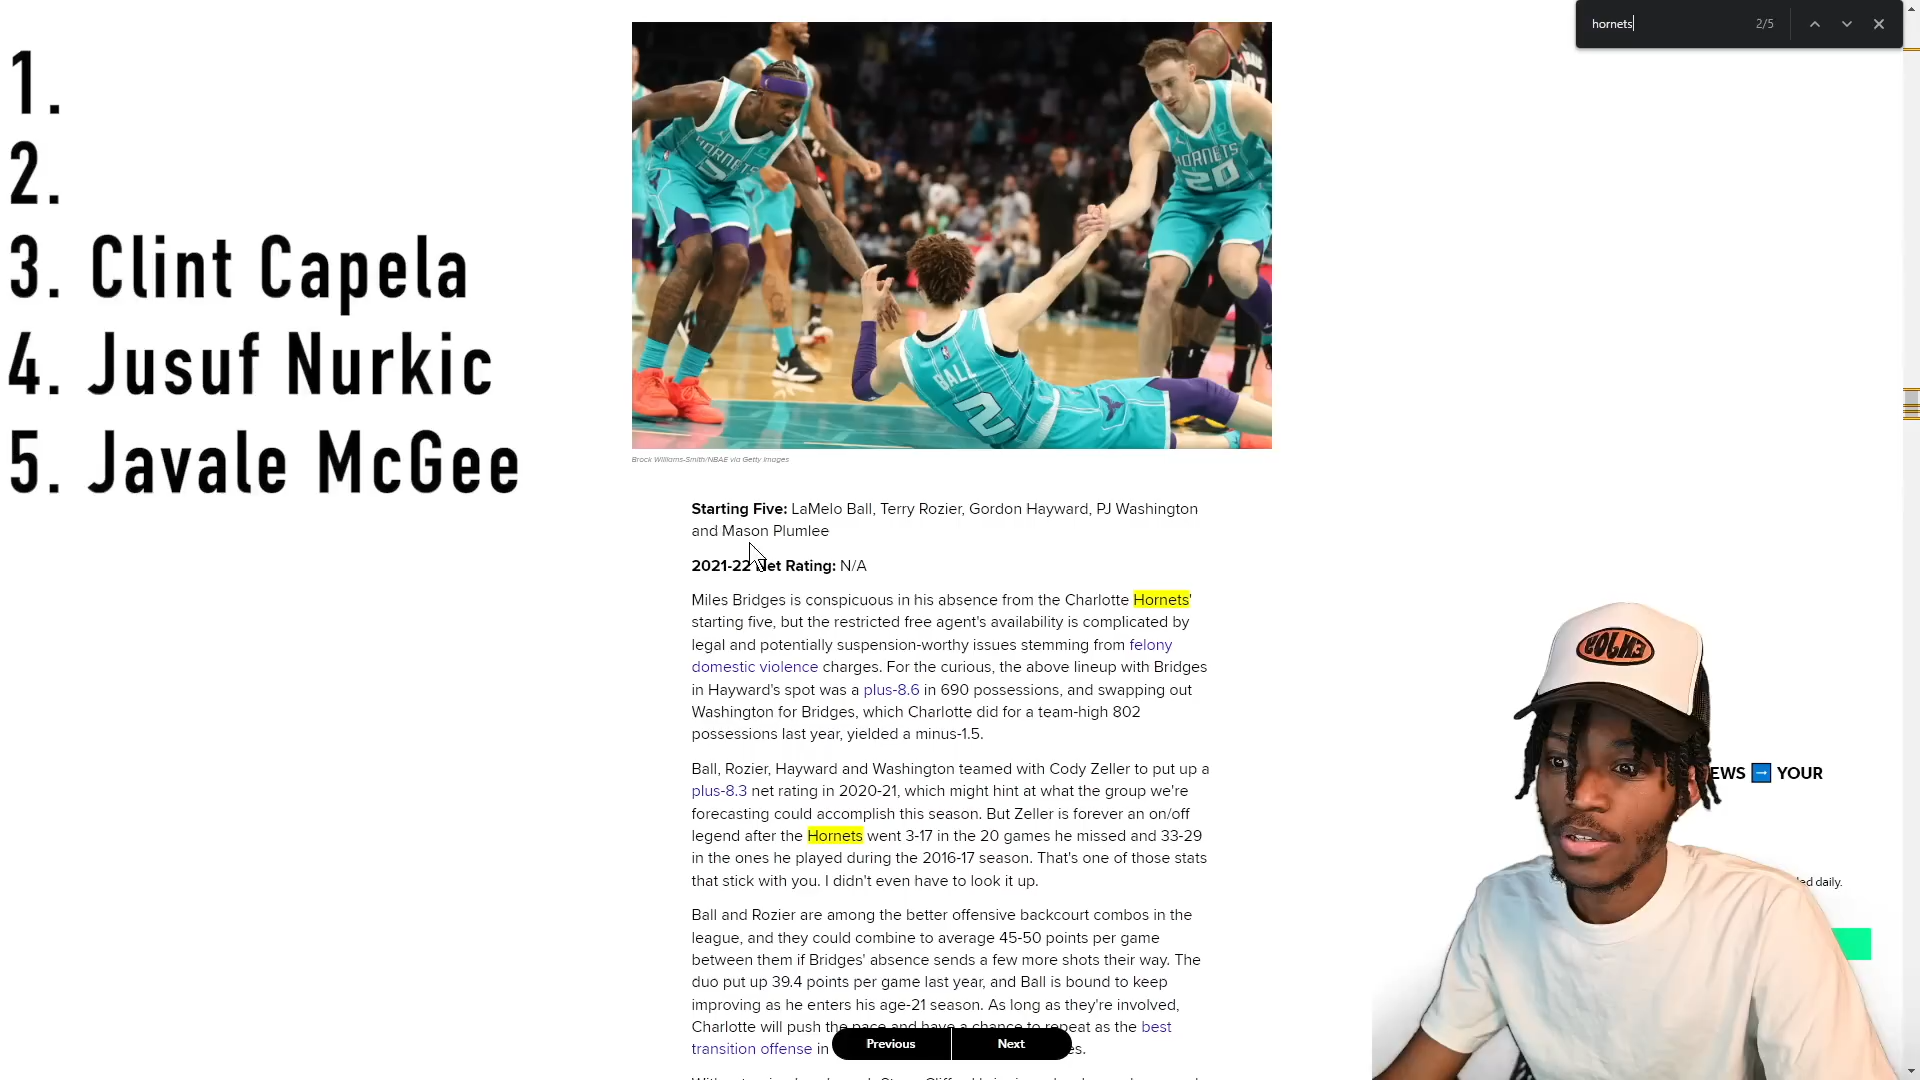 hornets 2/5
1.
2.
3. Clint Capela
4. Jusuf Nurkic
5. Javale McGee
HORNETS
HORNETS
20
BALL
2
Brock Williams-Smith/NBAE via Getty Images
Starting Five: LaMelo Ball, Terry Rozier, Gordon Hayward, PJ Washington
and Mason Plumlee
2021-22 Net Rating: N/A
Miles Bridges is conspicuous in his absence from the Charlotte Hornets'
starting five, but the restricted free agent's availability is complicated by
legal and potentially suspension-worthy issues stemming from felony
domestic violence charges. For the curious, the above lineup with Bridges
in Hayward's spot was a plus-8.6 in 690 possessions, and swapping out
Washington for Bridges, which Charlotte did for a team-high 802
possessions last year, yielded a minus-1.5.
Ball, Rozier, Hayward and Washington teamed with Cody Zeller to put up a
plus-8.3 net rating in 2020-21, which might hint at what the group we're
forecasting could accomplish this season. But Zeller is forever an on/off
legend after the Hornets went 3-17 in the 20 games he missed and 33-29
in the ones he played during the 2016-17 season. That's one of those stats
that stick with you. I didn't even have to look it up.
Ball and Rozier are among the better offensive backcourt combos in the
league, and they could combine to average 45-50 points per game
between them if Bridges' absence sends a few more shots their way. The
duo put up 39.4 points per game last year, and Ball is bound to keep
improving as he enters his age-21 season. As long as they're involved,
Charlotte will push the pace and have a chance to repeat as the best
transition offense in
Previous Next
EWS ➡ YOUR
ed daily.